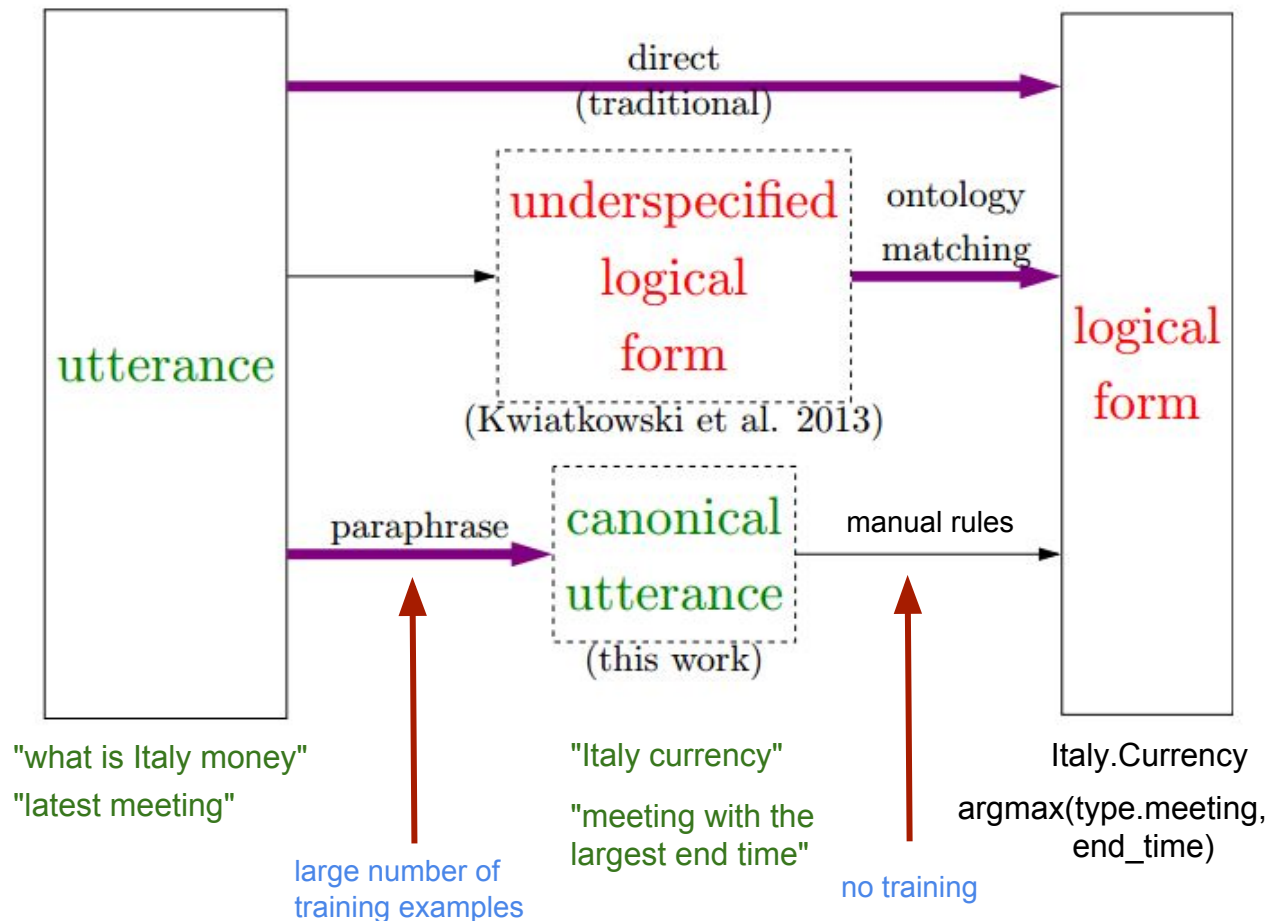 direct
(traditional)
underspecified
logical
form
(Kwiatkowski et al. 2013)
ontology
matching
utterance
logical
form
paraphrase
canonical
utterance
(this work)
manual rules
"what is Italy money"
"latest meeting"
"Italy currency"
"meeting with the
largest end time"
Italy.Currency
argmax(type.meeting,
end_time)
large number of
training examples
no training